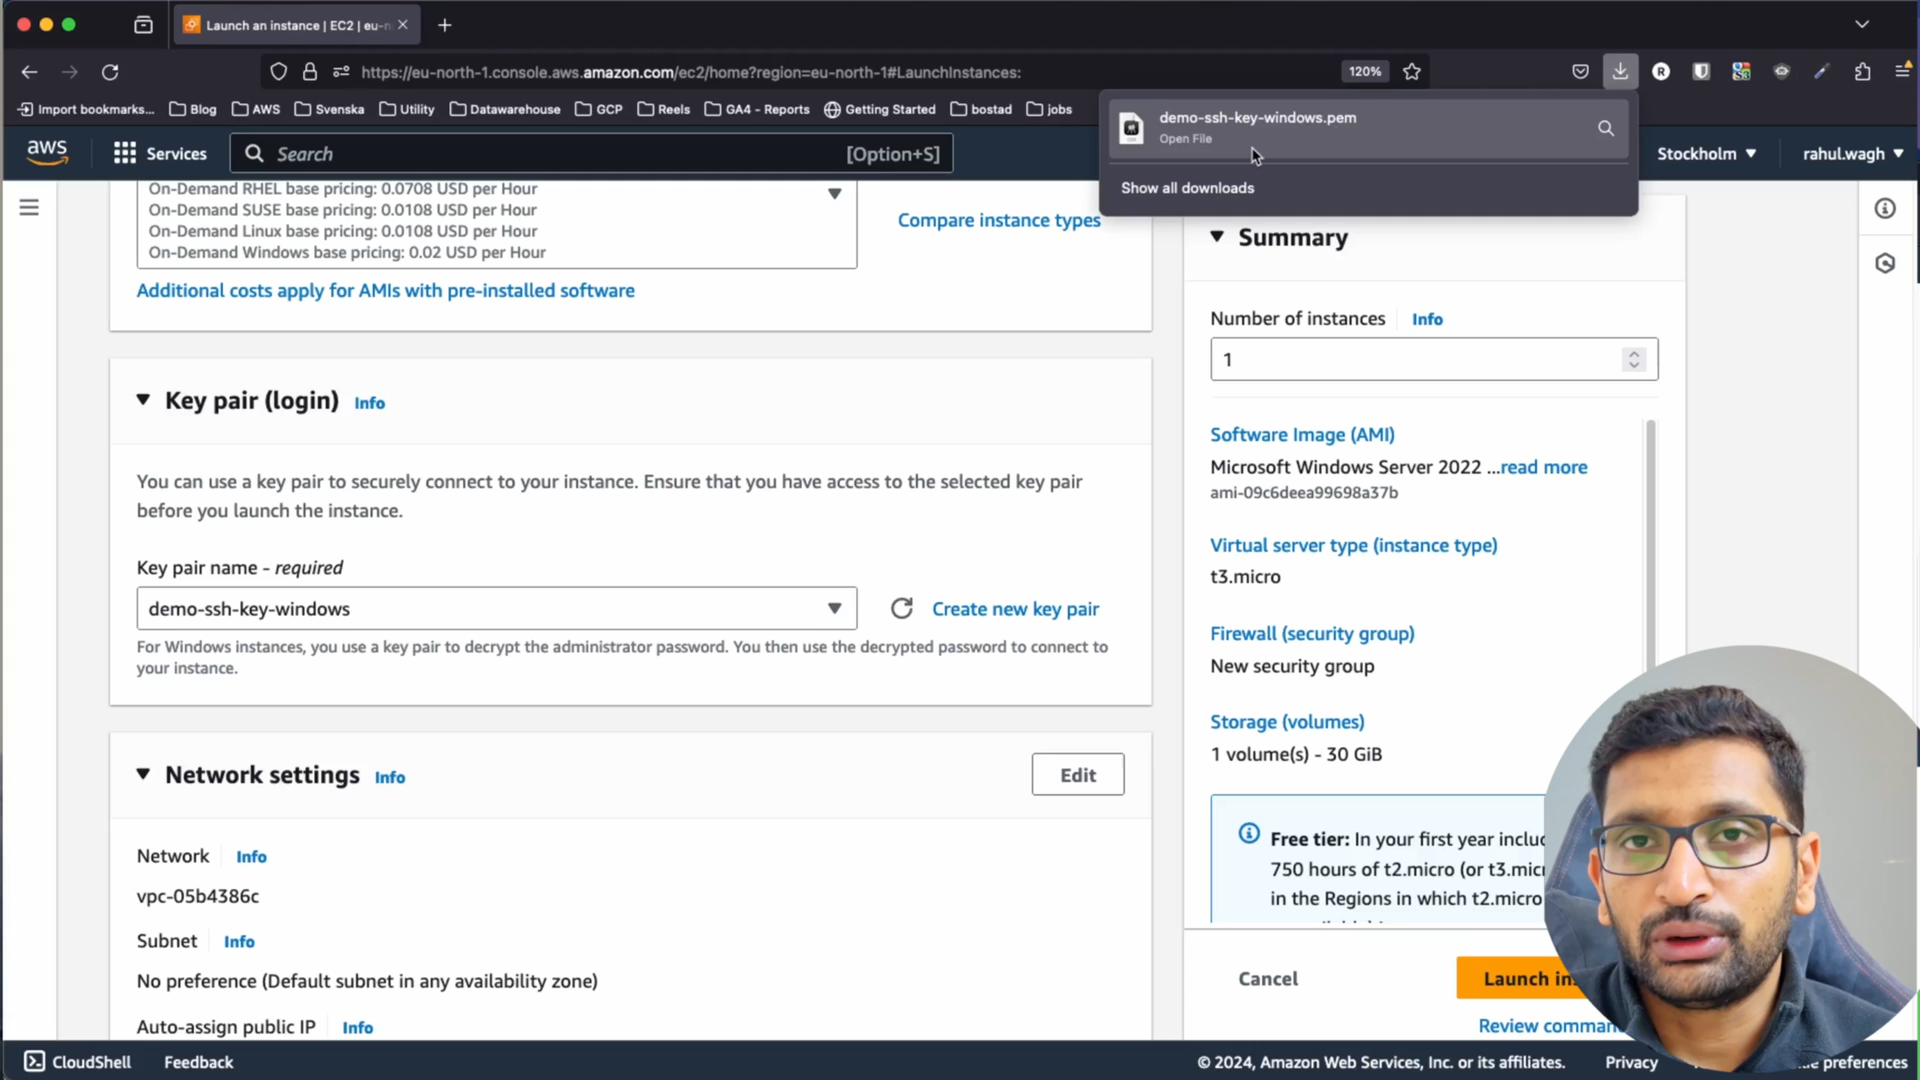 Launch an instance | EC2 | eu-n
https://eu-north-1.console.aws.amazon.com/ec2/home?region=eu-north-1#LaunchInstances:
120%
R
Import bookmarks...
Blog
AWS
Svenska
Utility
Datawarehouse
GCP
Reels
GA4 - Reports
Getting Started
bostad
jobs
demo-ssh-key-windows.pem
Open File
Show all downloads
aws
Services
Search
[Option+S]
Stockholm
rahul.wagh
On-Demand RHEL base pricing: 0.0708 USD per Hour
On-Demand SUSE base pricing: 0.0108 USD per Hour
On-Demand Linux base pricing: 0.0108 USD per Hour
On-Demand Windows base pricing: 0.02 USD per Hour
Compare instance types
Additional costs apply for AMIs with pre-installed software
Key pair (login) Info
You can use a key pair to securely connect to your instance. Ensure that you have access to the selected key pair
before you launch the instance.
Key pair name - required
demo-ssh-key-windows
Create new key pair
For Windows instances, you use a key pair to decrypt the administrator password. You then use the decrypted password to connect to
your instance.
Network settings Info
Edit
Network Info
vpc-05b4386c
Subnet Info
No preference (Default subnet in any availability zone)
Auto-assign public IP Info
Summary
Number of instances Info
1
Software Image (AMI)
Microsoft Windows Server 2022 ...read more
ami-09c6deea99698a37b
Virtual server type (instance type)
t3.micro
Firewall (security group)
New security group
Storage (volumes)
1 volume(s) - 30 GiB
Free tier: In your first year inclu
750 hours of t2.micro (or t3.micr
in the Regions in which t2.micro
Cancel
Launch in
Review comman
CloudShell
Feedback
© 2024, Amazon Web Services, Inc. or its affiliates.
Privacy
preferences